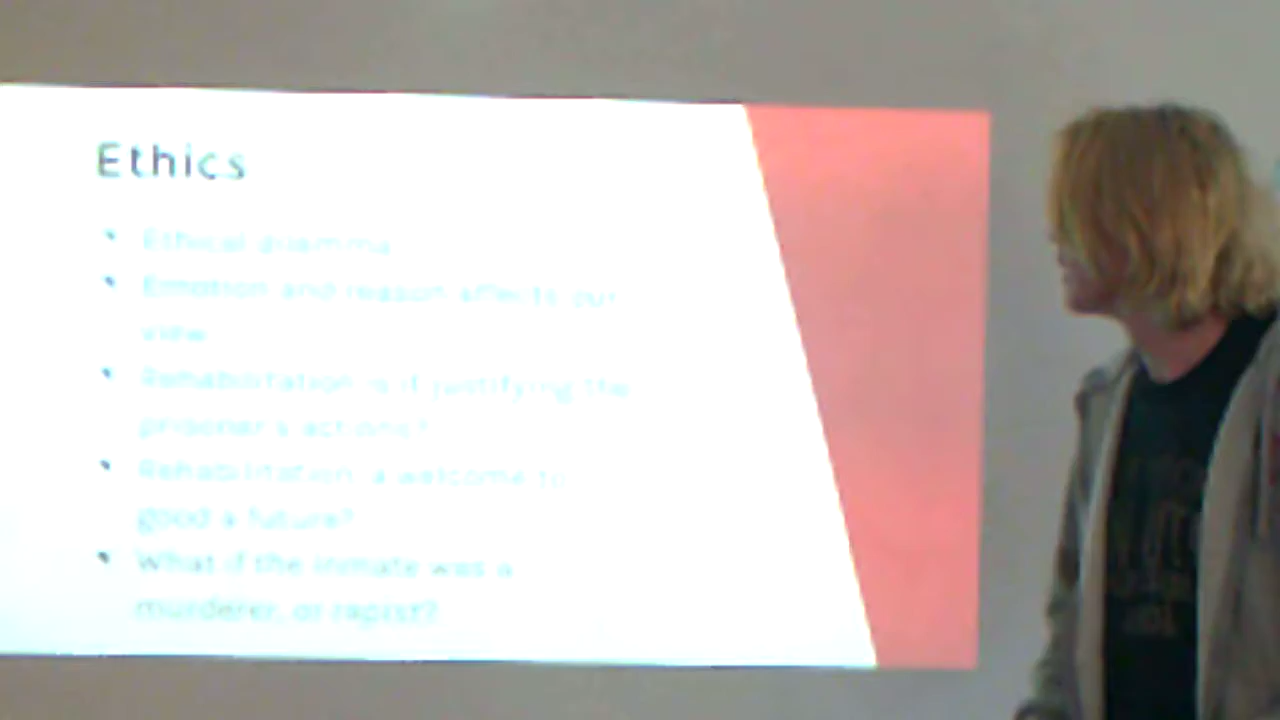 Ethics
Ethical dilemma
Emotion and reason affects our
view
Rehabilitation is it justifying the
prisoner's actions?
Rehabilitation: a welcome to
good a future?
What if the inmate was a
murderer, or rapist?